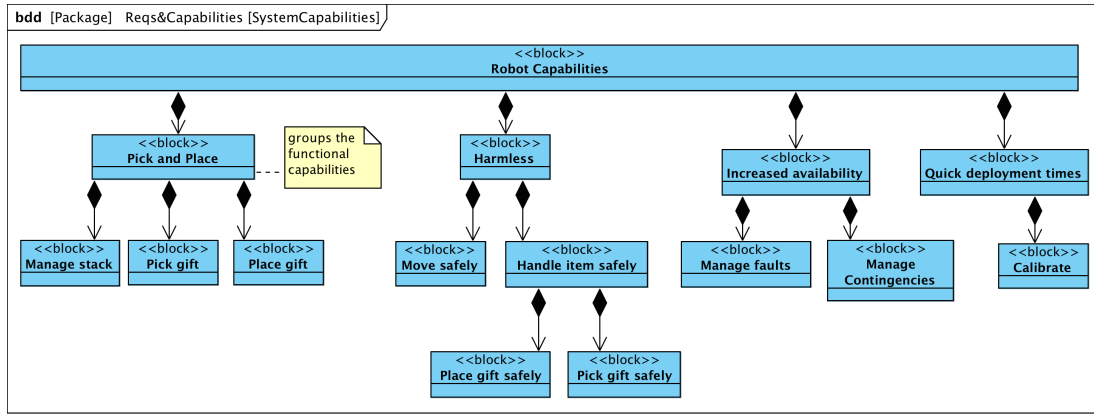 bdd [Package] Reqs&Capabilities [SystemCapabilities]
<<block>>
Robot Capabilities
<<block>>
Pick and Place
groups the
functional
capabilities
<<block>>
Harmless
<<block>>
Increased availability
<<block>>
Quick deployment times
<<block>>
Manage stack
<<block>>
Pick gift
<<block>>
Place gift
<<block>>
Move safely
<<block>>
Handle item safely
<<block>>
Manage faults
<<block>>
Manage
Contingencies
<<block>>
Calibrate
<<block>>
Place gift safely
<<block>>
Pick gift safely